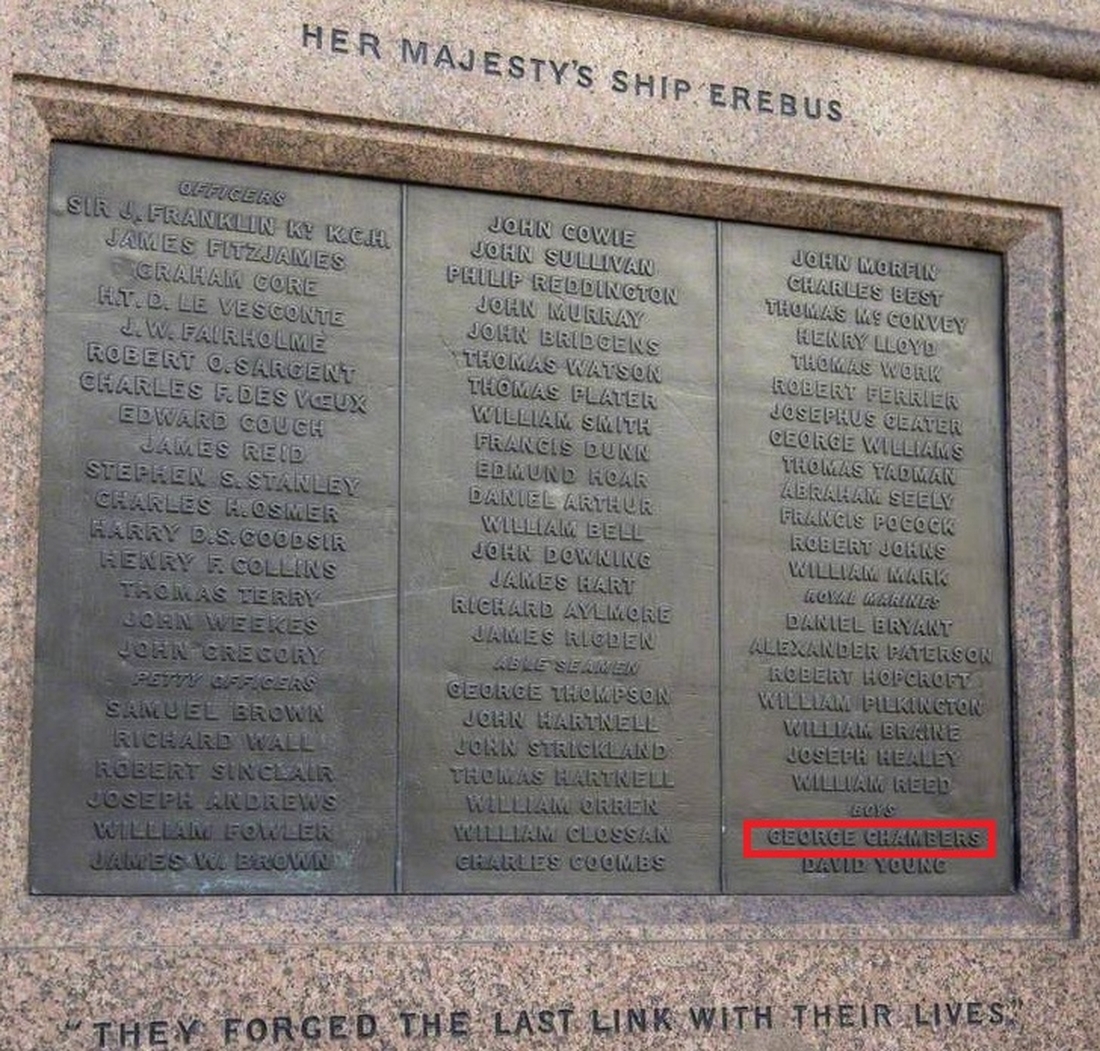 HER MAJESTY'S SHIP EREBUS
OFFICERS
SIR J. FRANKLIN KT K.C.H.
JAMES FITZJAMES
GRAHAM GORE
H.T.D. LE VESCONTE
J.W. FAIRHOLME
ROBERT O. SARGENT
CHARLES F. DES VŒUX
EDWARD COUCH
JAMES REID
STEPHEN S. STANLEY
CHARLES H. OSMER
HARRY D.S. GOODSIR
HENRY F. COLLINS
THOMAS TERRY
JOHN WEEKES
JOHN GREGORY
PETTY OFFICERS
SAMUEL BROWN
RICHARD WALL
ROBERT SINCLAIR
JOSEPH ANDREWS
WILLIAM FOWLER
JAMES W. BROWN
JOHN COWIE
JOHN SULLIVAN
PHILIP REDDINGTON
JOHN MURRAY
JOHN BRIDGENS
THOMAS WATSON
THOMAS PLATER
WILLIAM SMITH
FRANCIS DUNN
EDMUND HOAR
DANIEL ARTHUR
WILLIAM BELL
JOHN DOWNING
JAMES HART
RICHARD AYLMORE
JAMES RIGDEN
ABLE SEAMEN
GEORGE THOMPSON
JOHN HARTNELL
JOHN STRICKLAND
THOMAS HARTNELL
WILLIAM ORREN
WILLIAM CLOSSAN
CHARLES COOMBS
JOHN MORFIN
CHARLES BEST
THOMAS Mc CONVEY
HENRY LLOYD
THOMAS WORK
ROBERT FERRIER
JOSEPHUS GEATER
GEORGE WILLIAMS
THOMAS TADMAN
ABRAHAM SEELY
FRANCIS POCOCK
ROBERT JOHNS
WILLIAM MARK
ROYAL MARINES
DANIEL BRYANT
ALEXANDER PATERSON
ROBERT HOPCROFT
WILLIAM PILKINGTON
WILLIAM BRAINE
JOSEPH HEALEY
WILLIAM REED
BOYS
GEORGE CHAMBERS
DAVID YOUNG
"THEY FORGED THE LAST LINK WITH THEIR LIVES."